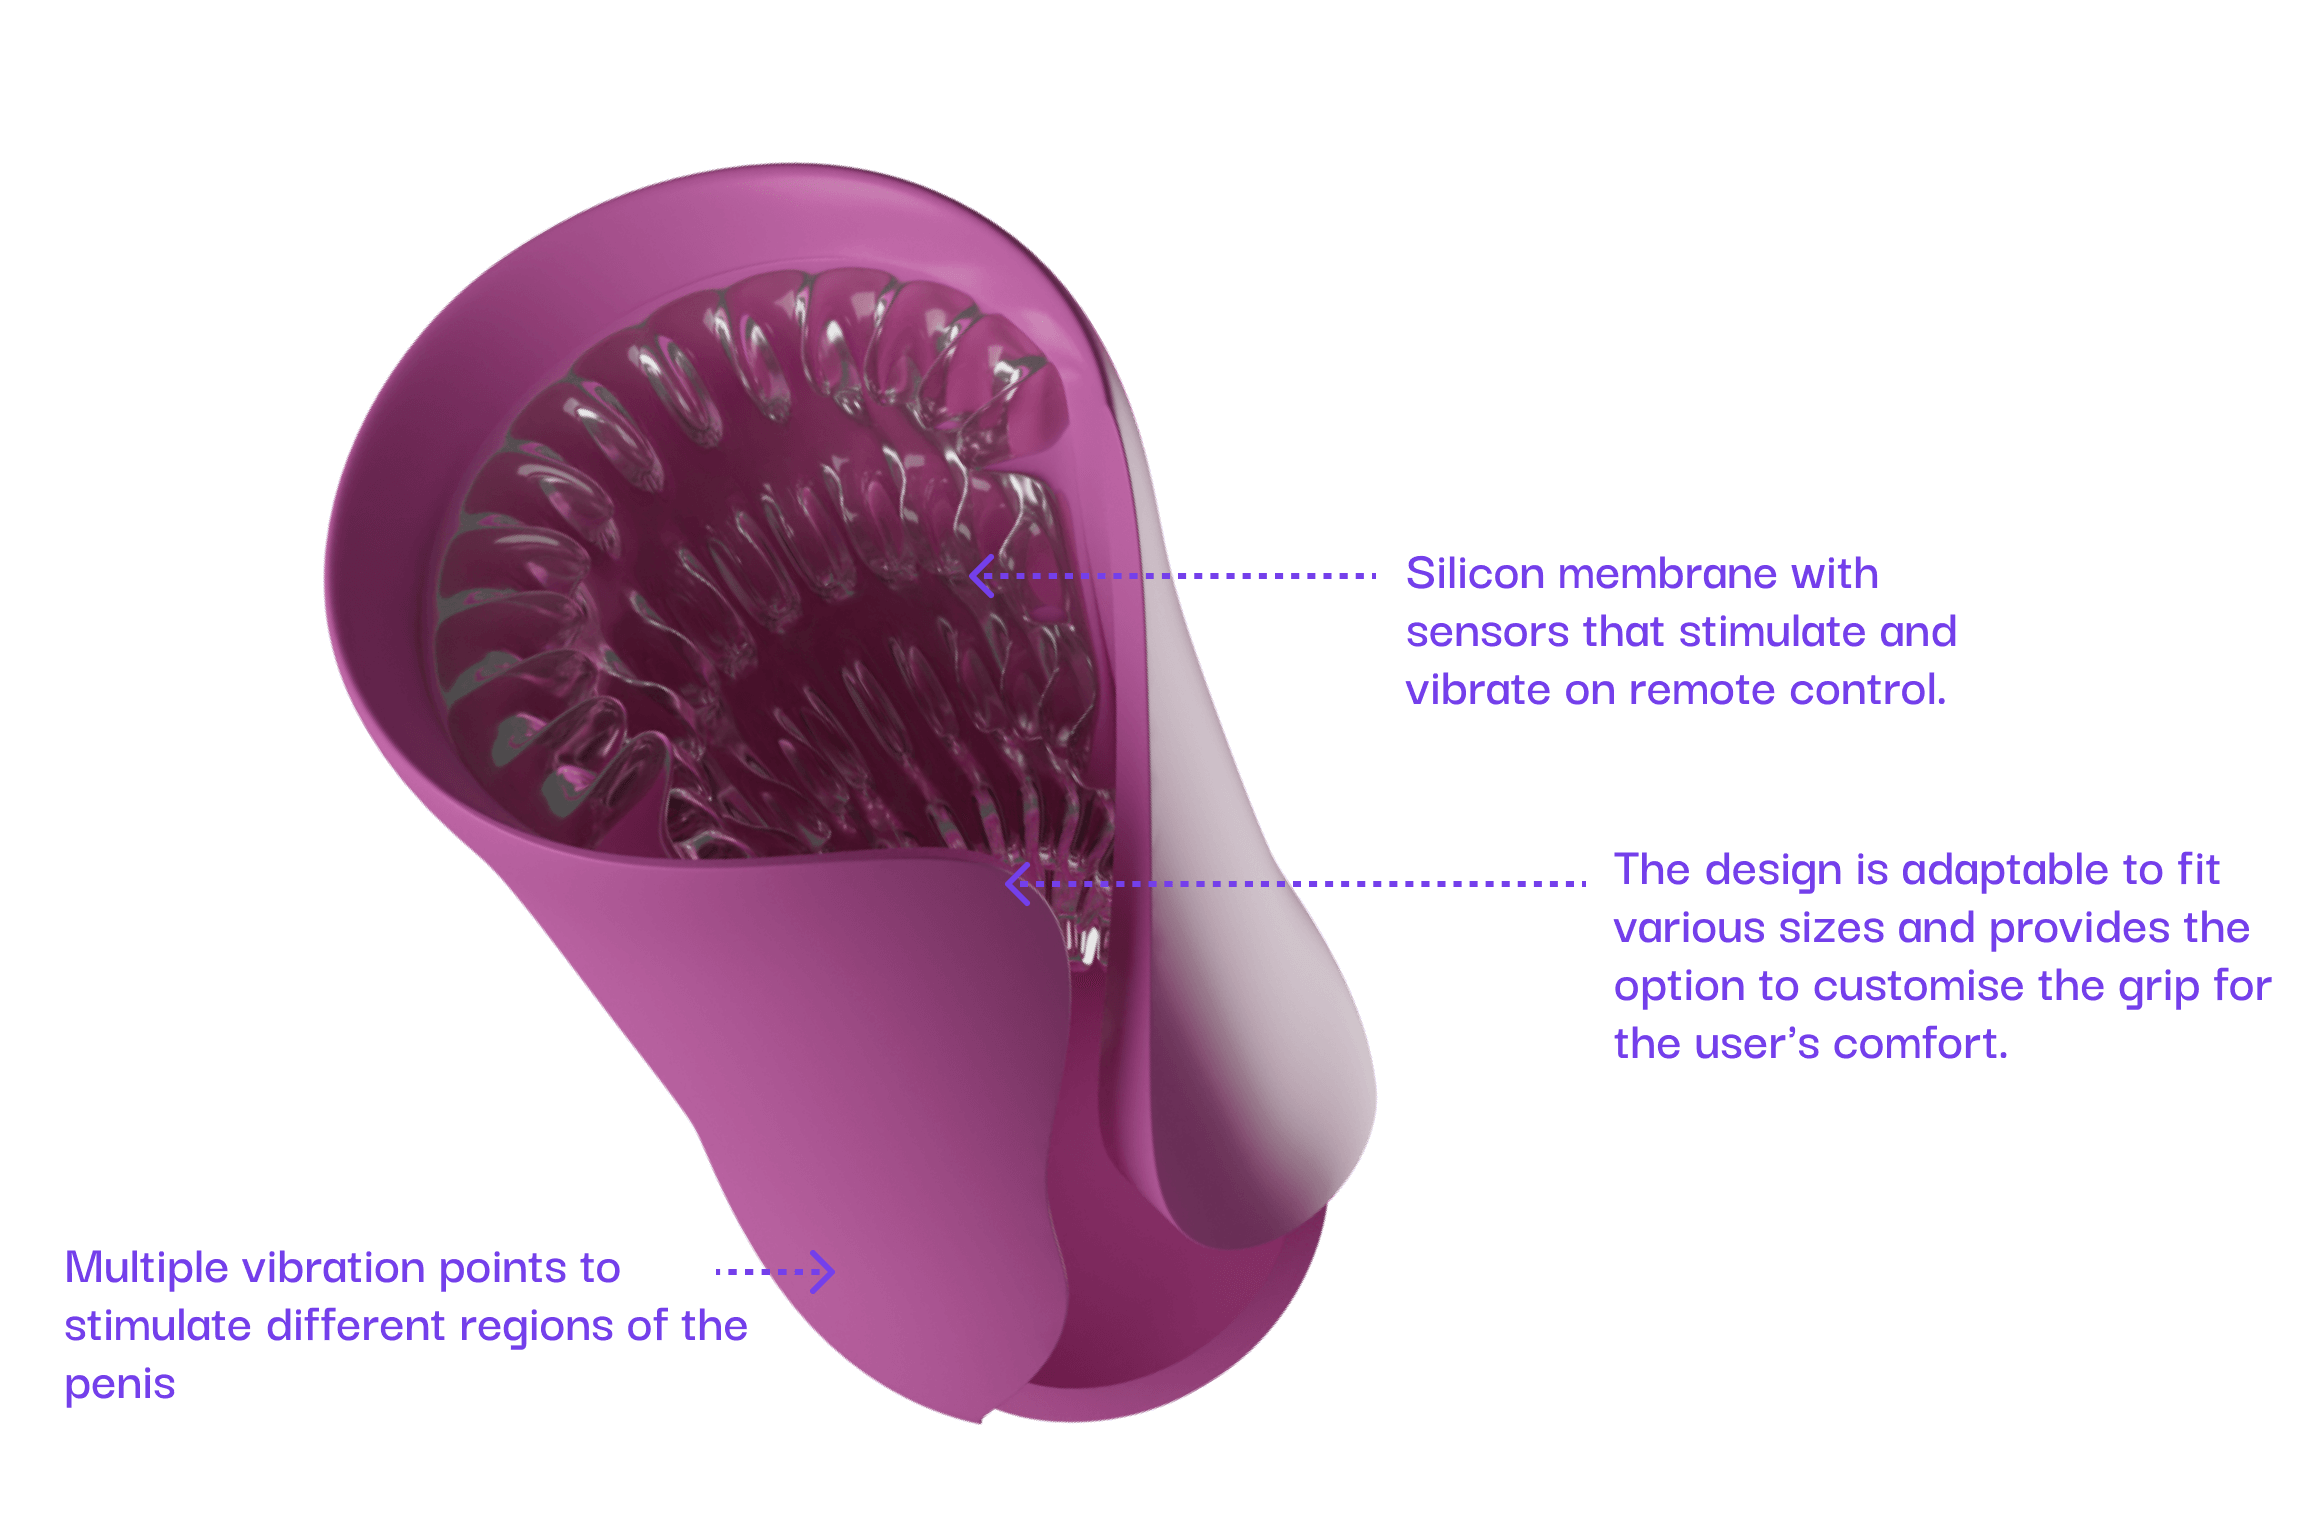 Silicon membrane with
sensors that stimulate and
vibrate on remote control.
The design is adaptable to fit
various sizes and provides the
option to customise the grip for
the user’s comfort.
Multiple vibration points to
stimulate different regions of the
penis